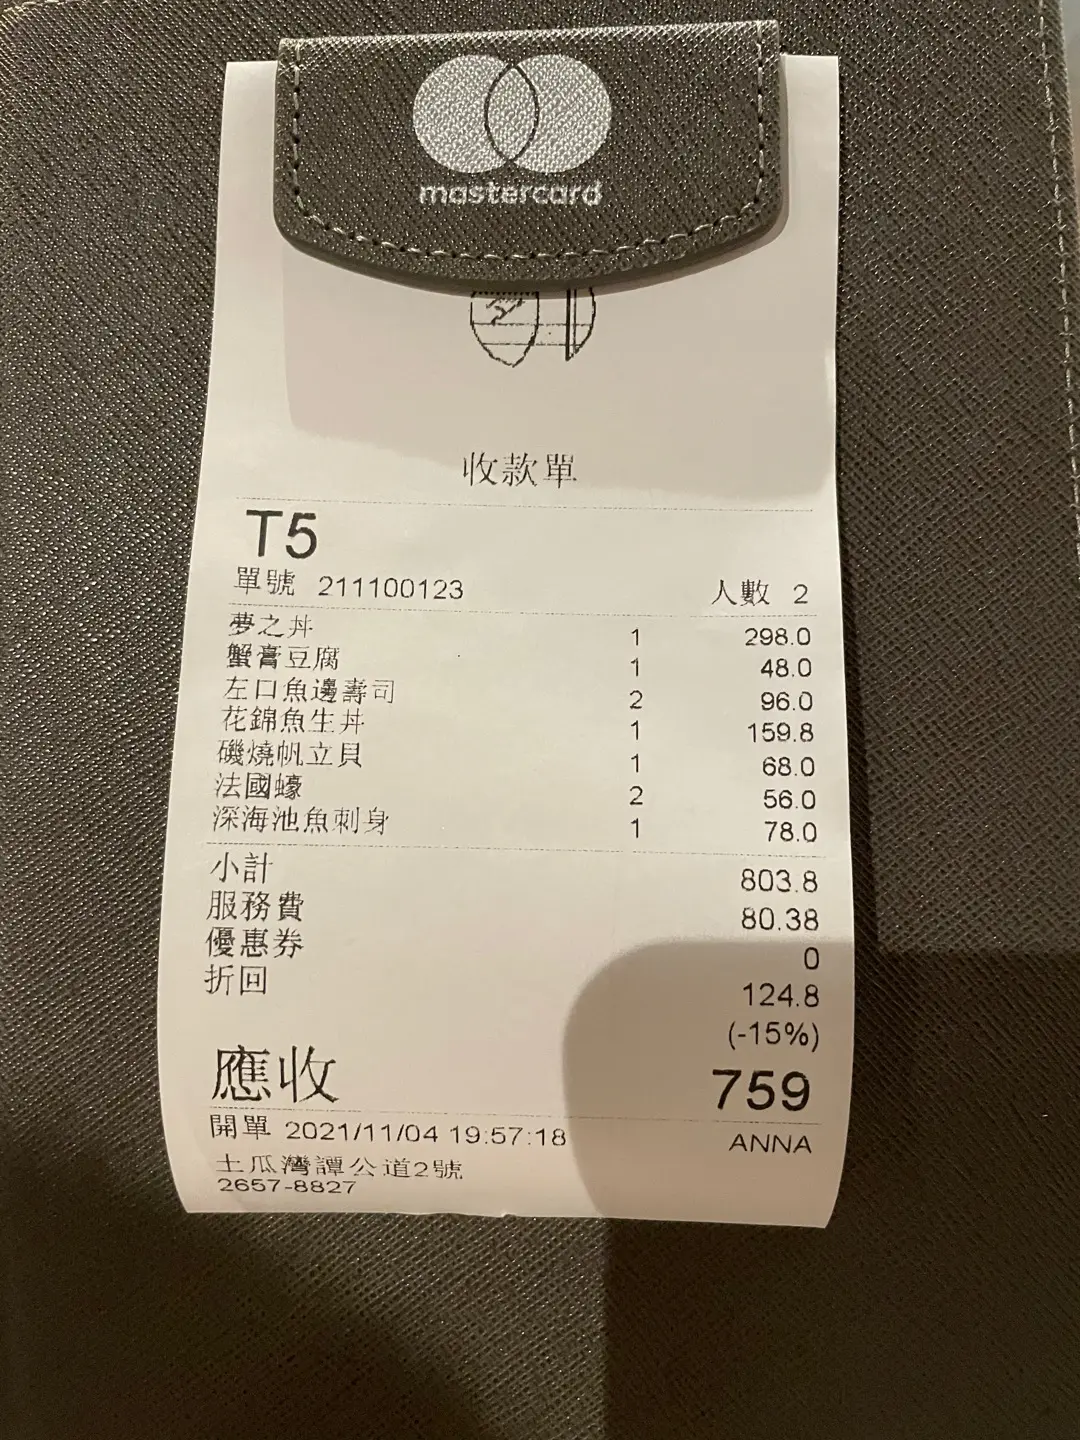 mastercard
收款單
T5
單號 211100123 人數 2
夢之丼 1 298.0
蟹膏豆腐 1 48.0
左口魚邊壽司 2 96.0
花錦魚生丼 1 159.8
磯燒帆立貝 1 68.0
法國蠔 2 56.0
深海池魚刺身 1 78.0
小計 803.8
服務費 80.38
優惠券 0
折回 124.8
(-15%)
應收 759
開單 2021/11/04 19:57:18 ANNA
土瓜灣譚公道2號
2657-8827